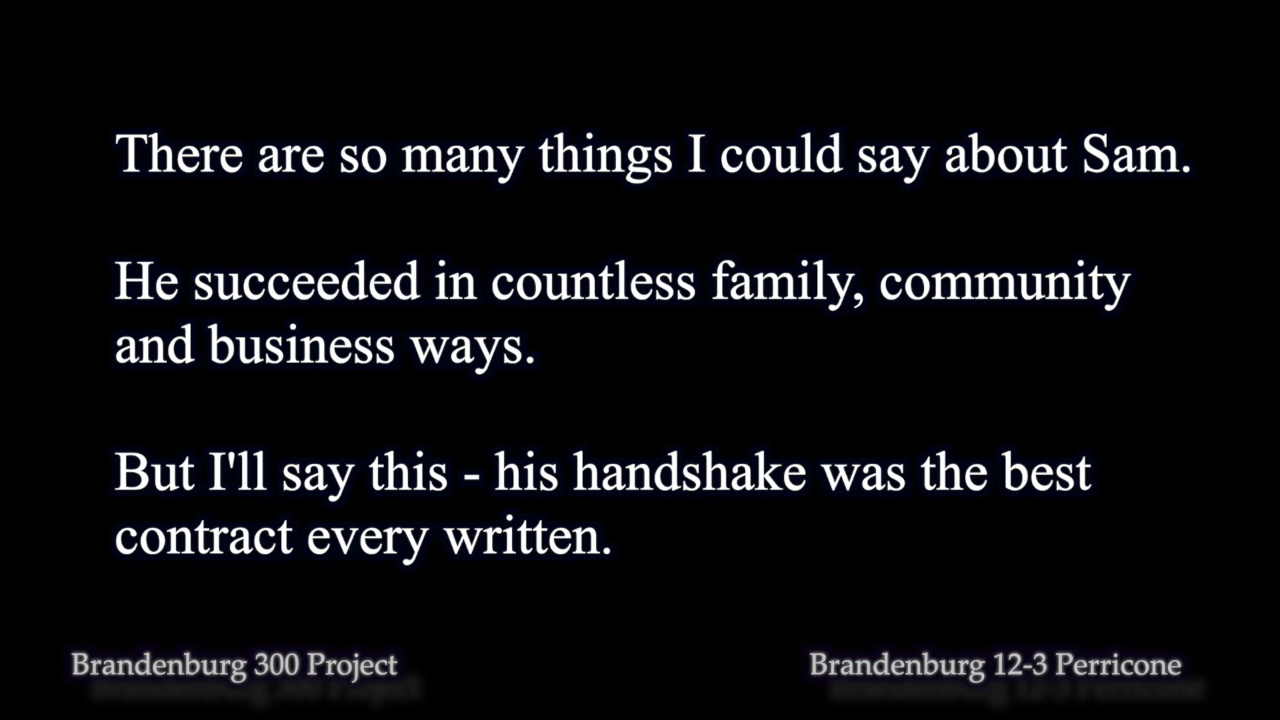 There are so many things I could say about Sam.
He succeeded in countless family, community
and business ways.
But I'll say this - his handshake was the best
contract every written.
Brandenburg 300 Project
Brandenburg 12-3 Perricone